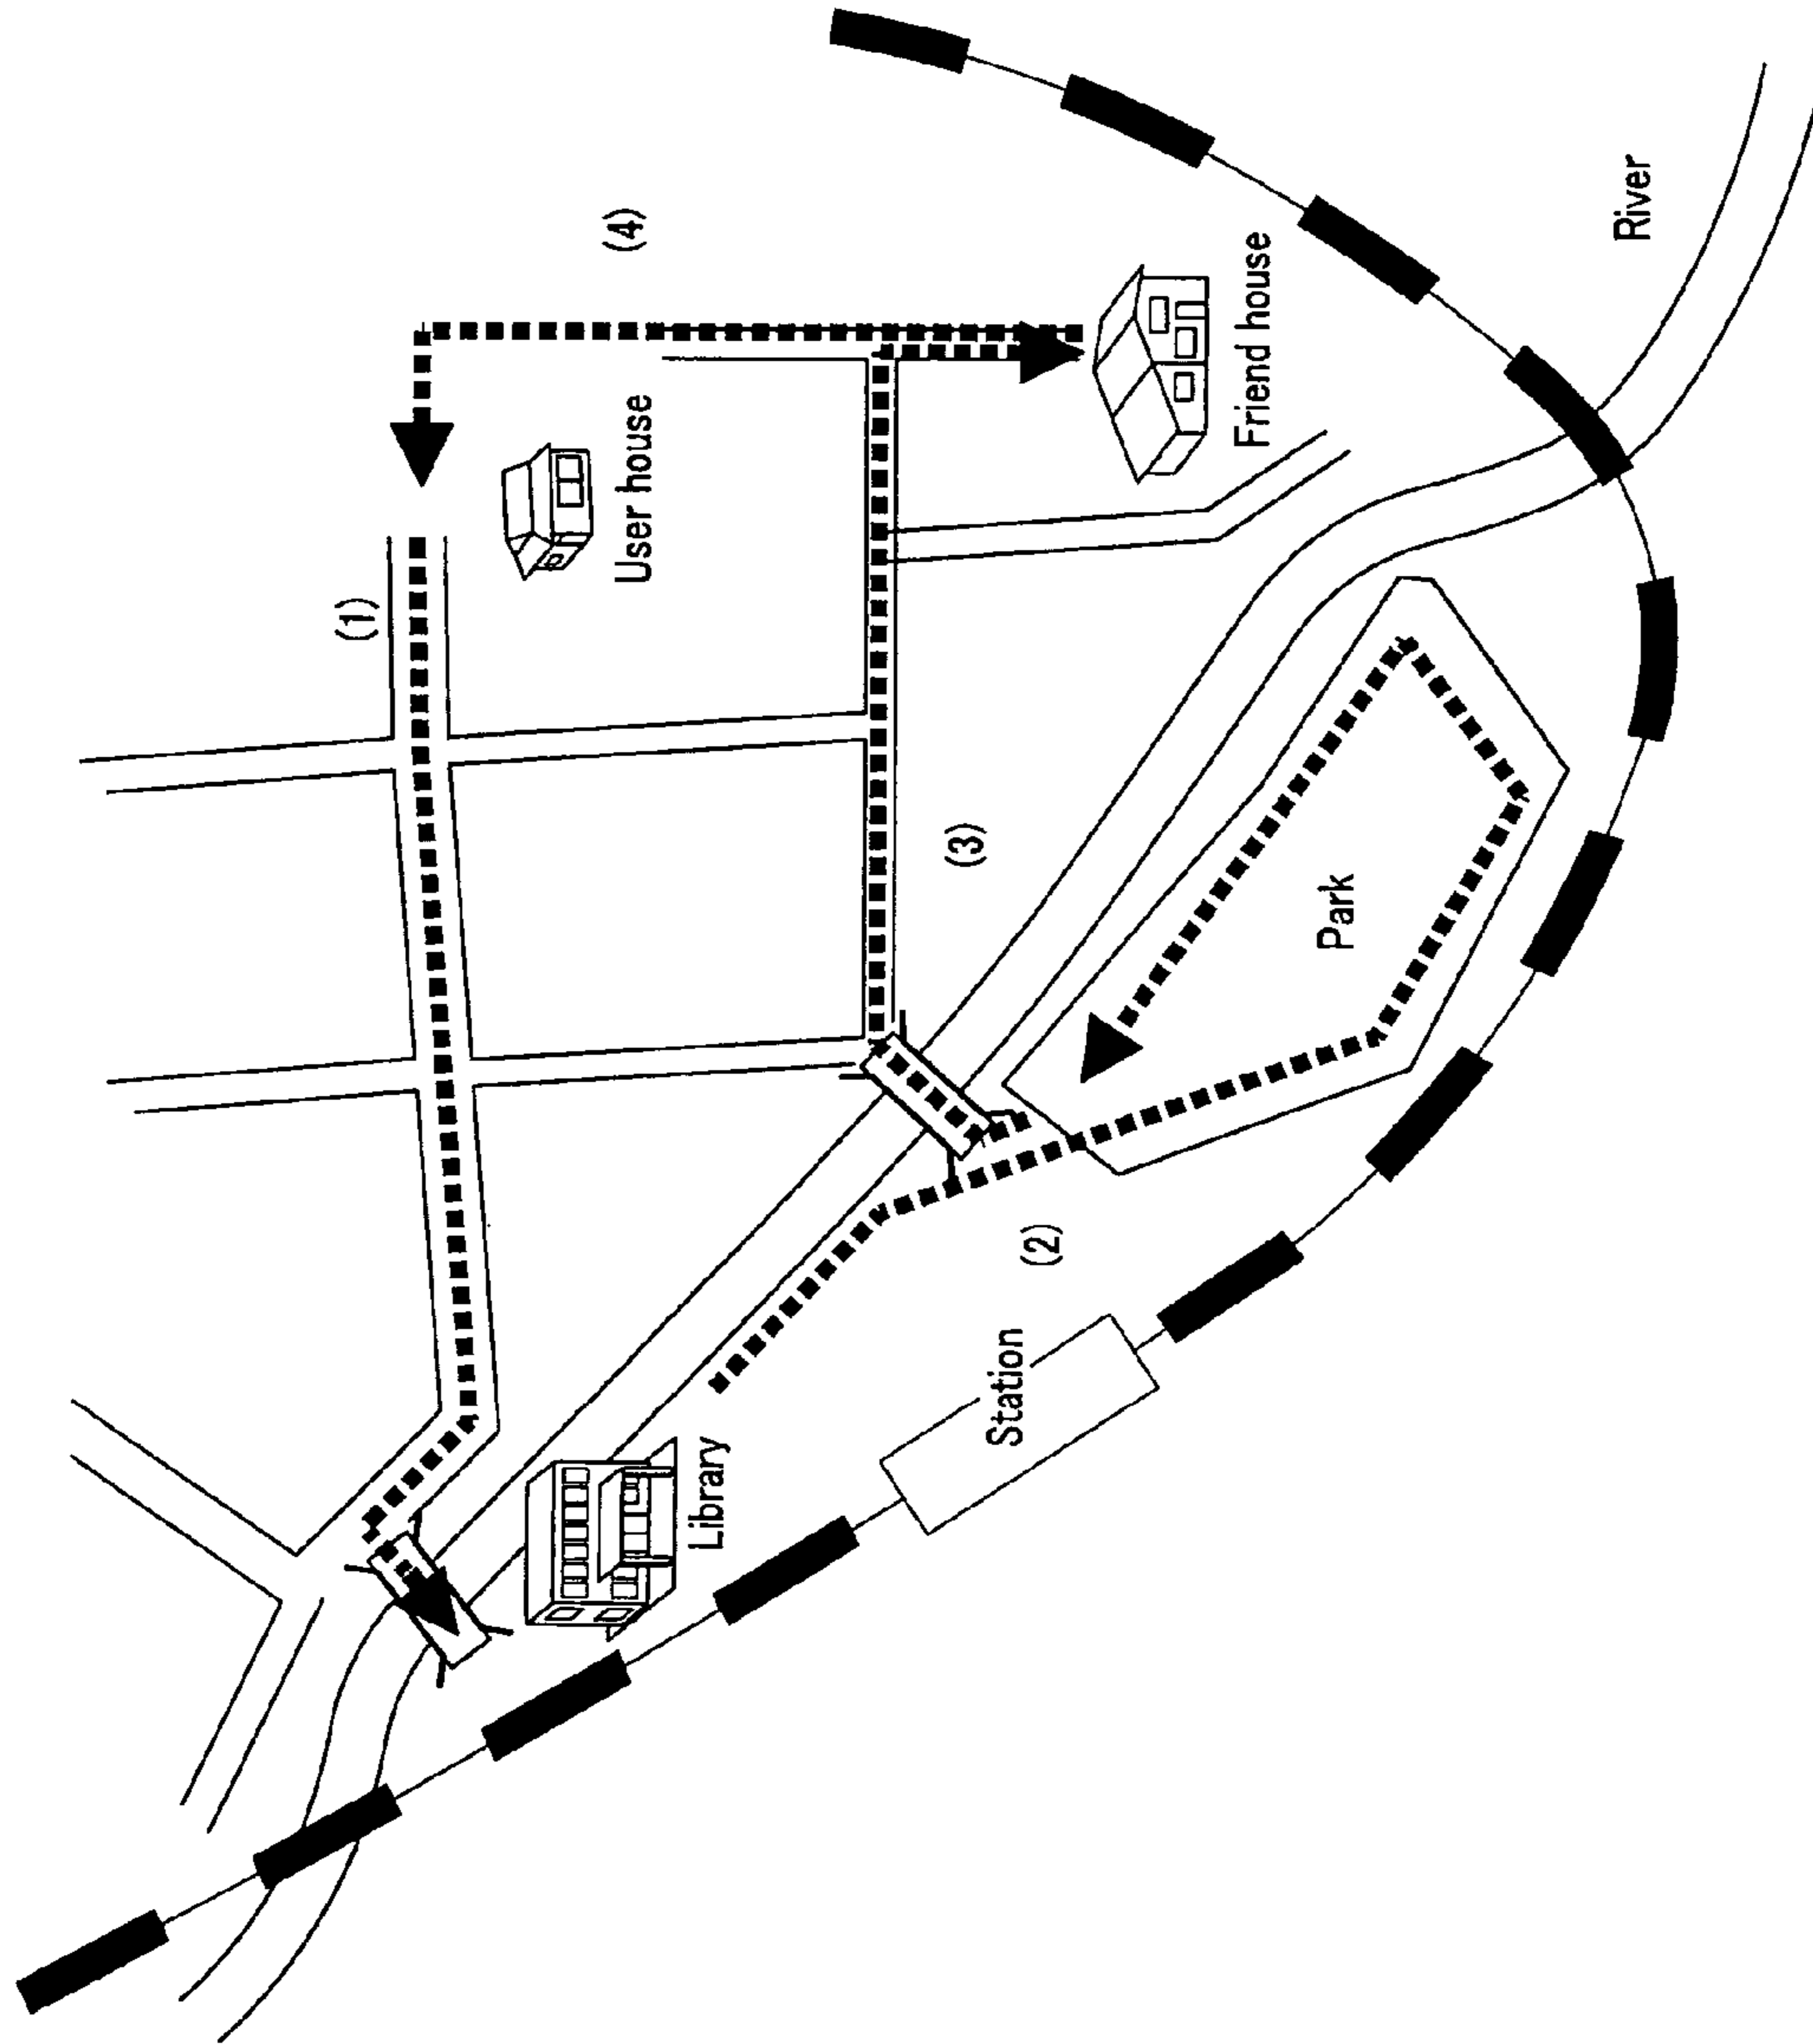 (1)
(4)
User house
Library
(3)
Station
(2)
Friend house
Park
River